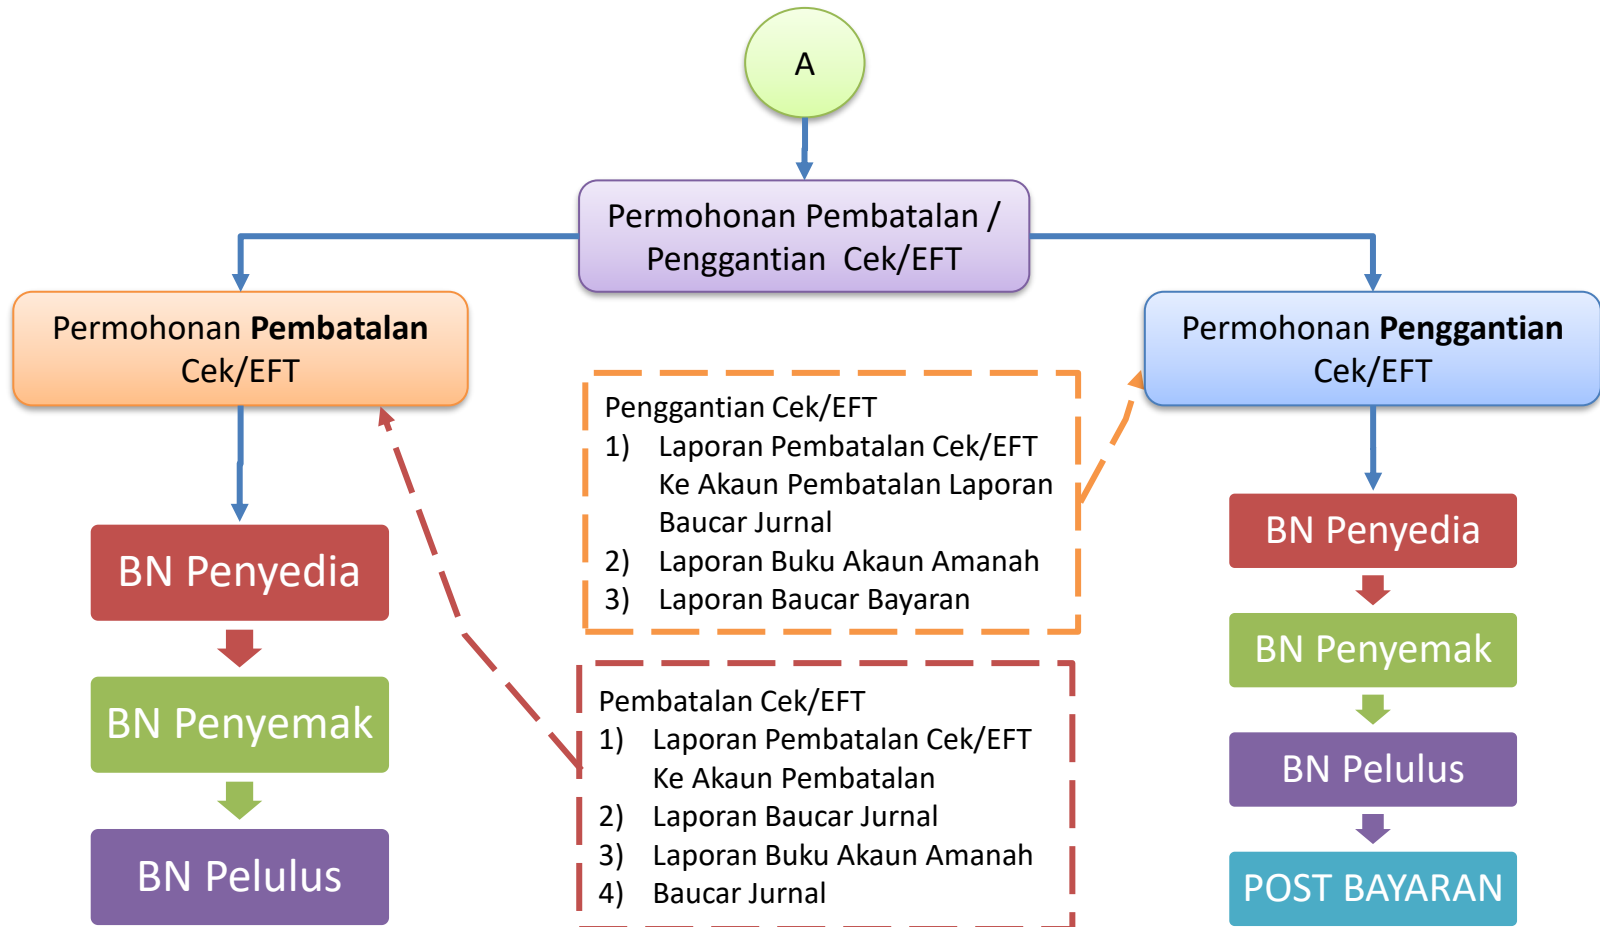 A
Permohonan Pembatalan /
Penggantian Cek/EFT
Permohonan Pembatalan
Cek/EFT
Permohonan Penggantian
Cek/EFT
Penggantian Cek/EFT
1) Laporan Pembatalan Cek/EFT
Ke Akaun Pembatalan Laporan
Baucar Jurnal
2) Laporan Buku Akaun Amanah
3) Laporan Baucar Bayaran
Pembatalan Cek/EFT
1) Laporan Pembatalan Cek/EFT
Ke Akaun Pembatalan
2) Laporan Baucar Jurnal
3) Laporan Buku Akaun Amanah
4) Baucar Jurnal
BN Penyedia
BN Penyemak
BN Pelulus
BN Penyedia
BN Penyemak
BN Pelulus
POST BAYARAN